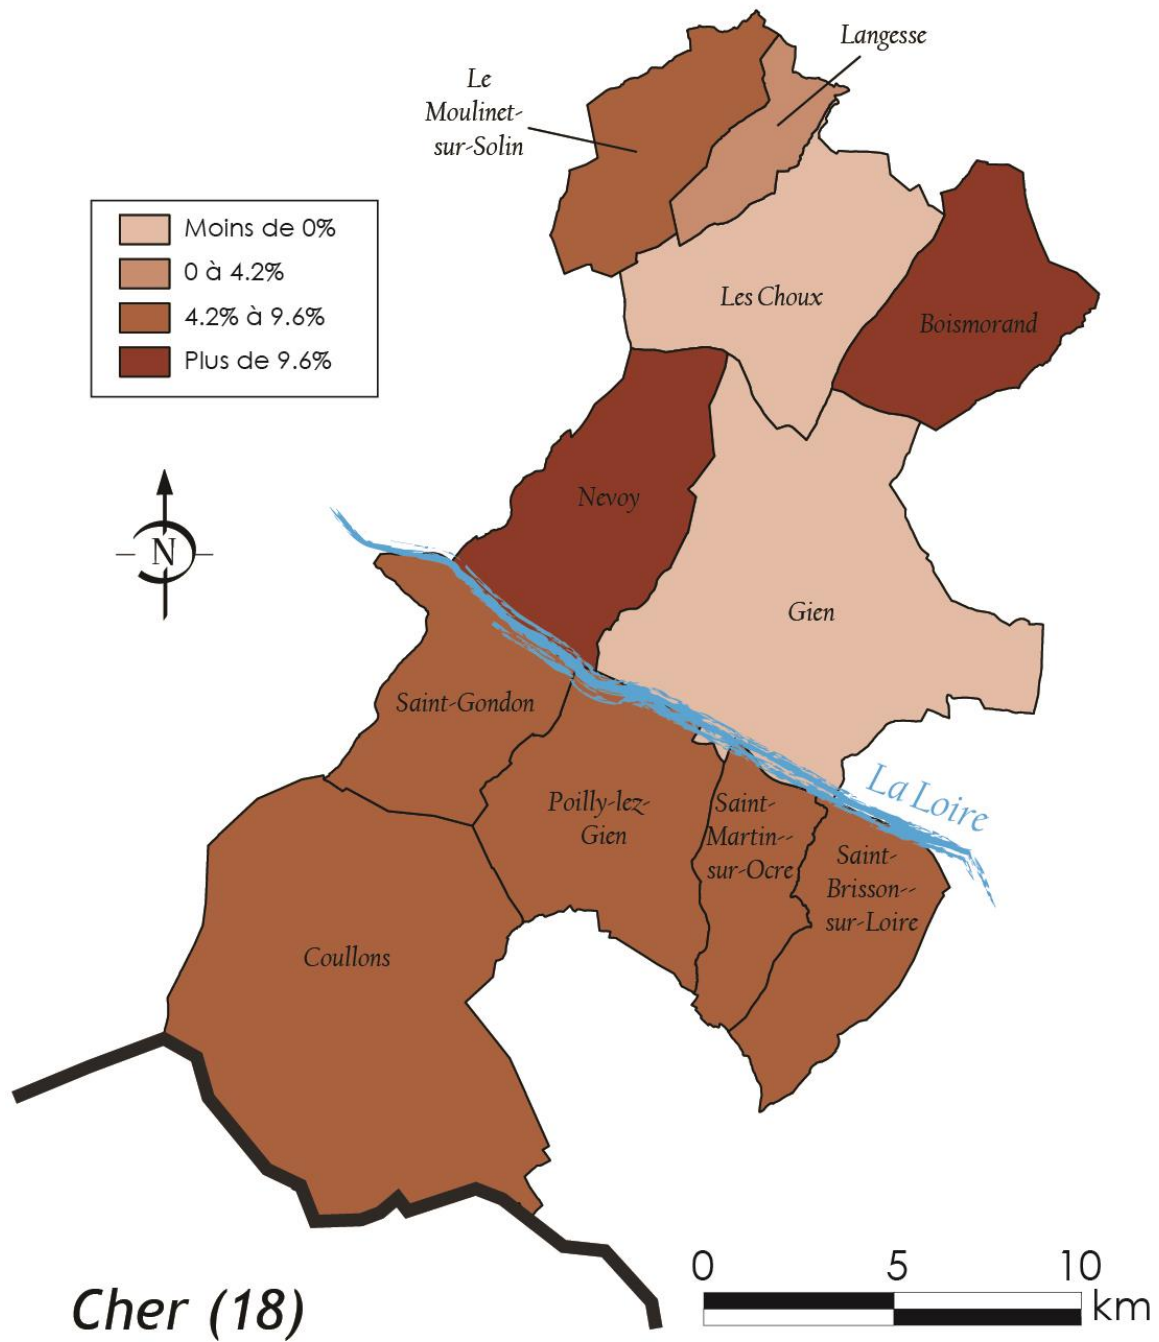 Langesse
Le
Moulinet-
sur-Solin
Moins de 0%
0 à 4.2%
4.2% à 9.6%
Plus de 9.6%
Les Choux
Boismorand
Nevoy
N
Gien
Saint-Gondon
La Loire
Poilly-lez-
Gien
Saint-
Martin--
sur-Ocre
Saint-
Brisson--
sur-Loire
Coullons
0 5 10
km
Cher (18)